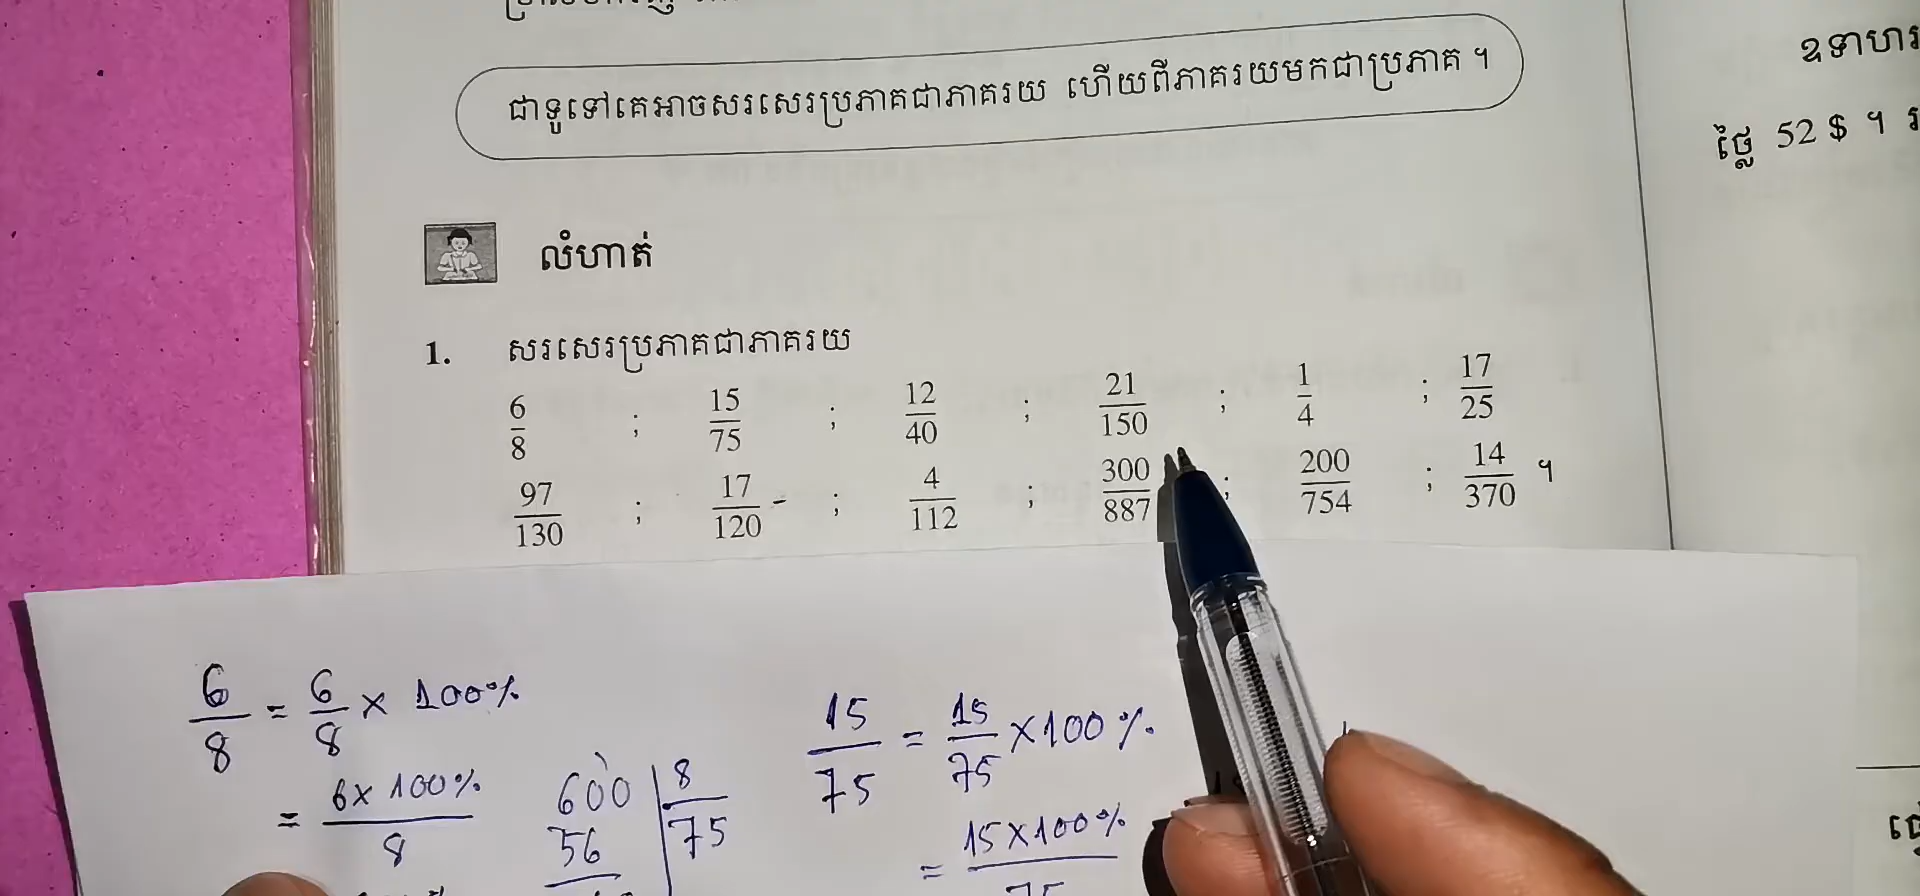 ជាទូទៅគេអាចសរសេរប្រភាគជាភាគរយ ហើយពីភាគរយមកជាប្រភាគ ។
លំហាត់
1. សរសេរប្រភាគជាភាគរយ
6/8 ; 15/75 ; 12/40 ; 21/150 ; 1/4 ; 17/25
97/130 ; 17/120 ; 4/112 ; 300/887 ; 200/754 ; 14/370 ។
ថ្លៃ 52 $ ។
6/8 = 6/8 × 100%
= 6 × 100% / 8
600 | 8
56 | 75
15/75 = 15/75 × 100 %
= 15 × 100% / 75